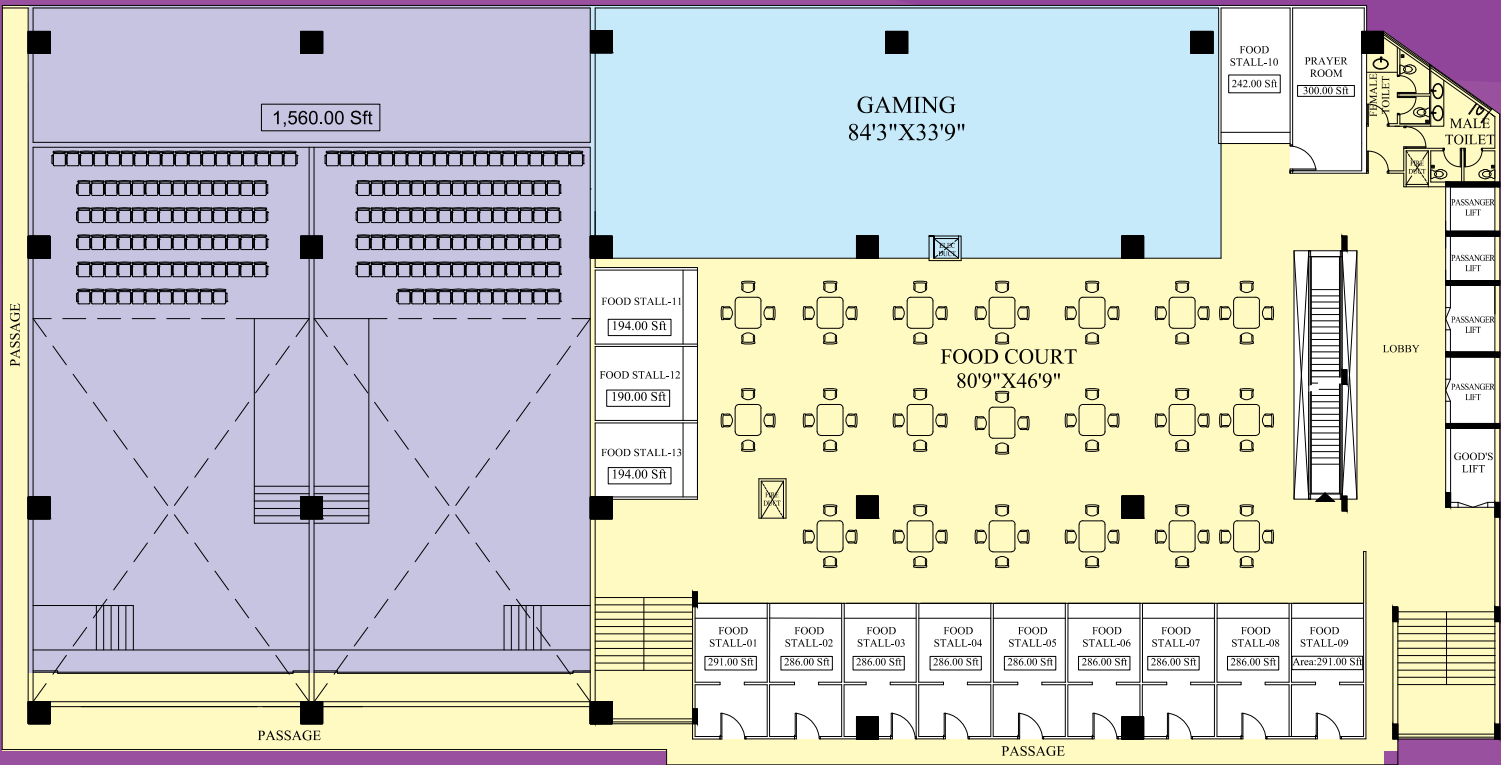 1,560.00 Sft
GAMING
84'3"X33'9"
FOOD
STALL-10
242.00 Sft
PRAYER
ROOM
300.00 Sft
FEMALE
TOILET
MALE
TOILET
FIRE
DUCT
ELEC
DUCT
PASSANGER
LIFT
PASSANGER
LIFT
PASSANGER
LIFT
PASSANGER
LIFT
GOOD'S
LIFT
LOBBY
PASSAGE
FOOD STALL-11
194.00 Sft
FOOD STALL-12
190.00 Sft
FOOD STALL-13
194.00 Sft
FOOD COURT
80'9"X46'9"
FIRE
DUCT
FOOD
STALL-01
291.00 Sft
FOOD
STALL-02
286.00 Sft
FOOD
STALL-03
286.00 Sft
FOOD
STALL-04
286.00 Sft
FOOD
STALL-05
286.00 Sft
FOOD
STALL-06
286.00 Sft
FOOD
STALL-07
286.00 Sft
FOOD
STALL-08
286.00 Sft
FOOD
STALL-09
Area:291.00 Sft
PASSAGE
PASSAGE